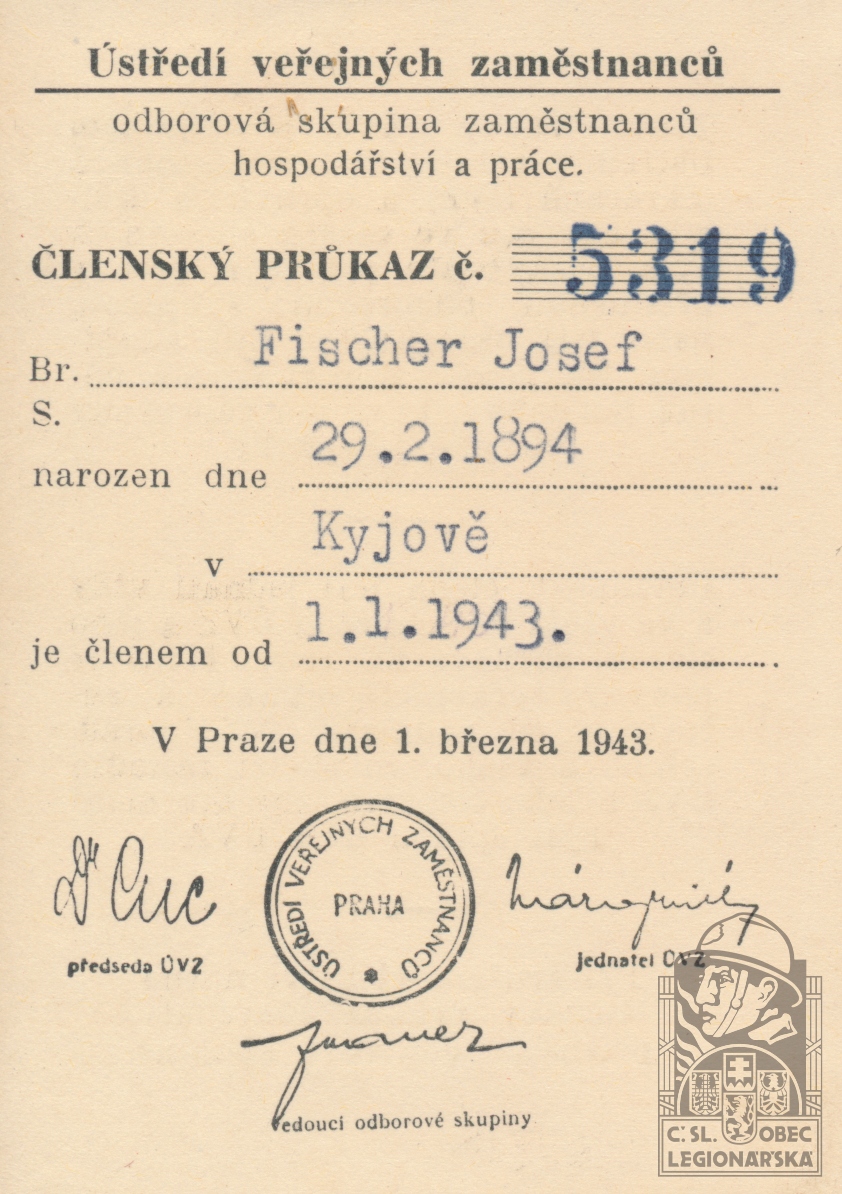 Ústředí veřejných zaměstnanců
odborová skupina zaměstnanců
hospodářství a práce.
ČLENSKÝ PRŮKAZ č. 5319
Br. Fischer Josef
S.
narozen dne 29.2.1894
v Kyjově
je členem od 1.1.1943.
V Praze dne 1. března 1943.
Dr Cuc
ÚSTŘEDÍ VEŘEJNÝCH ZAMĚSTNANCŮ
PRAHA
předseda ÚVZ
jednatel ÚVZ
vedoucí odborové skupiny
Č. SL. OBEC
LEGIONÁŘSKÁ